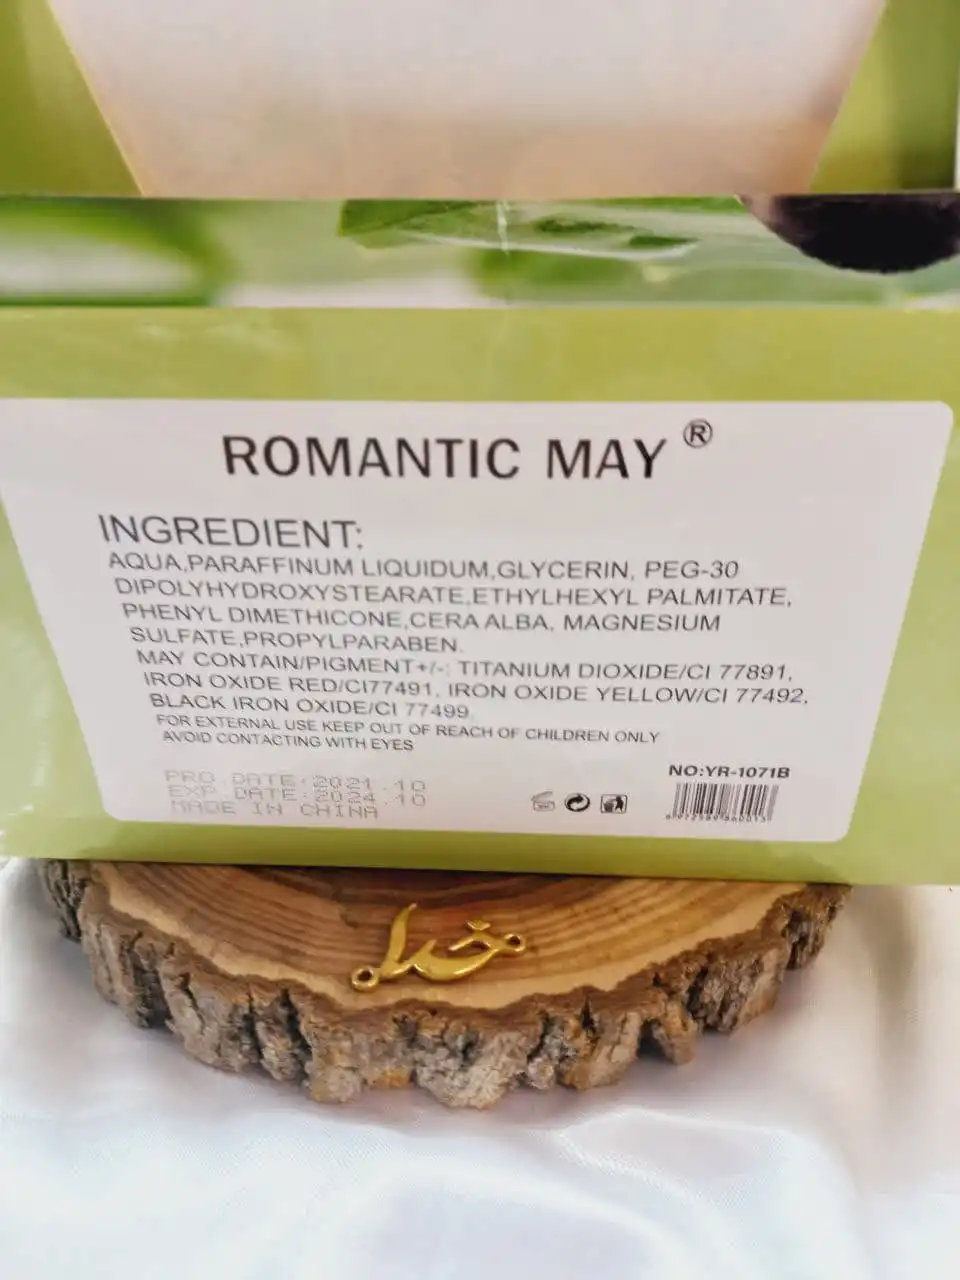 ROMANTIC MAY ®
INGREDIENT:
AQUA,PARAFFINUM LIQUIDUM,GLYCERIN, PEG-30
DIPOLYHYDROXYSTEARATE,ETHYLHEXYL PALMITATE,
PHENYL DIMETHICONE,CERA ALBA, MAGNESIUM
SULFATE,PROPYLPARABEN.
MAY CONTAIN/PIGMENT+/-: TITANIUM DIOXIDE/CI 77891,
IRON OXIDE RED/CI77491, IRON OXIDE YELLOW/CI 77492,
BLACK IRON OXIDE/CI 77499
FOR EXTERNAL USE KEEP OUT OF REACH OF CHILDREN ONLY
AVOID CONTACTING WITH EYES
NO:YR-1071B
PRO DATE:2021.10
EXP DATE:2024.10
MADE IN CHINA
خدا